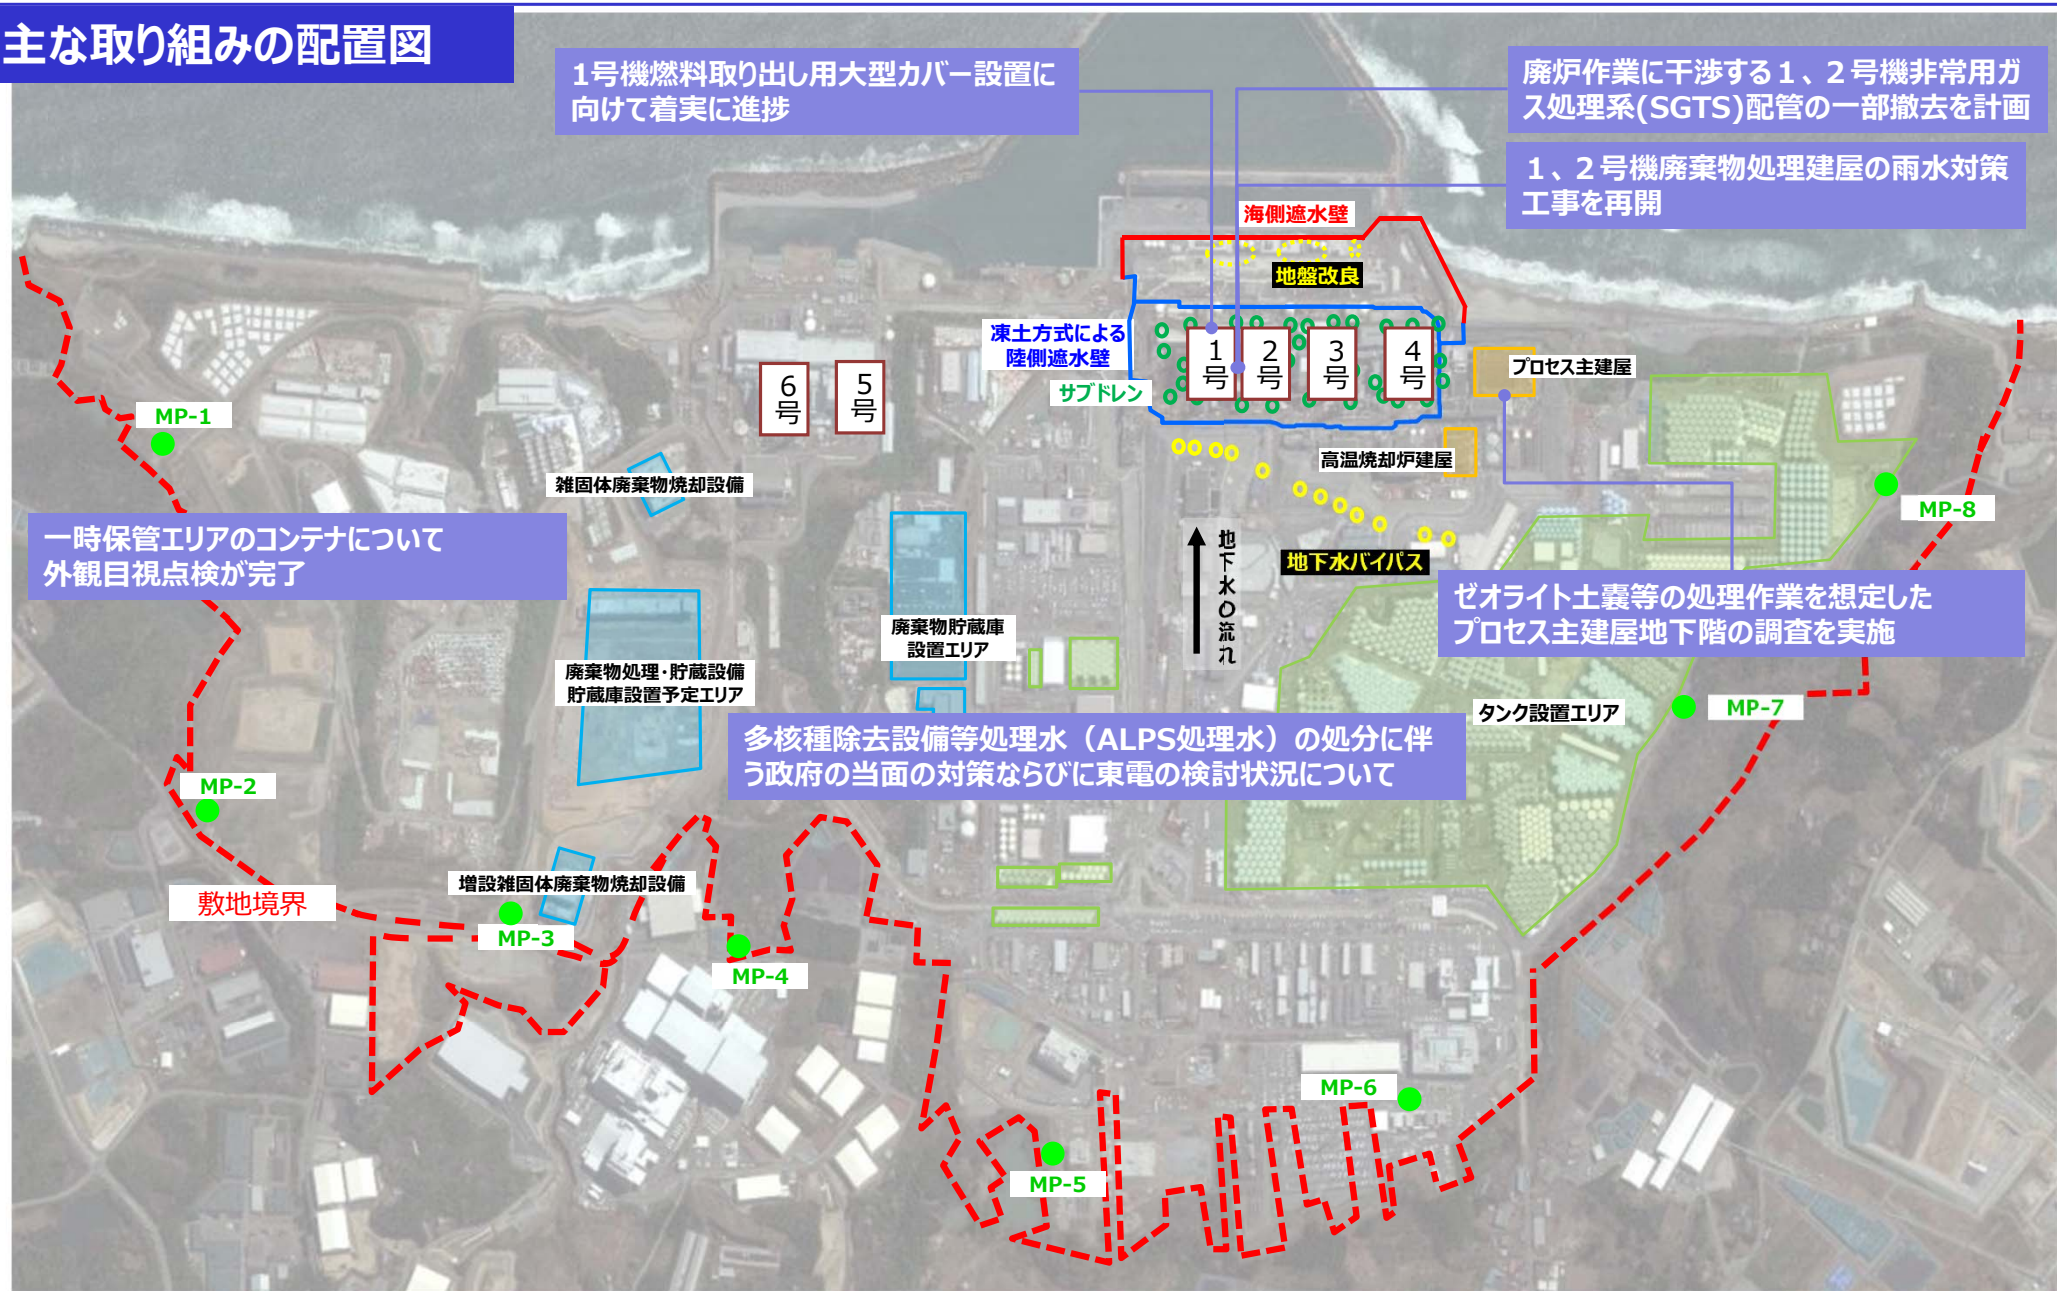 主な取り組みの配置図
1号機燃料取り出し用大型カバー設置に
向けて着実に進捗
廃炉作業に干渉する１、２号機非常用ガ
ス処理系(SGTS)配管の一部撤去を計画
１、２号機廃棄物処理建屋の雨水対策
工事を再開
海側遮水壁
地盤改良
凍土方式による
陸側遮水壁
サブドレン
1
号
2
号
3
号
4
号
プロセス主建屋
6
号
5
号
MP-1
高温焼却炉建屋
雑固体廃棄物焼却設備
MP-8
一時保管エリアのコンテナについて
外観目視点検が完了
地下水の流れ
地下水バイパス
ゼオライト土嚢等の処理作業を想定した
プロセス主建屋地下階の調査を実施
廃棄物貯蔵庫
設置エリア
廃棄物処理・貯蔵設備
貯蔵庫設置予定エリア
タンク設置エリア
MP-7
多核種除去設備等処理水（ALPS処理水）の処分に伴
う政府の当面の対策ならびに東電の検討状況について
MP-2
増設雑固体廃棄物焼却設備
敷地境界
MP-3
MP-4
MP-6
MP-5